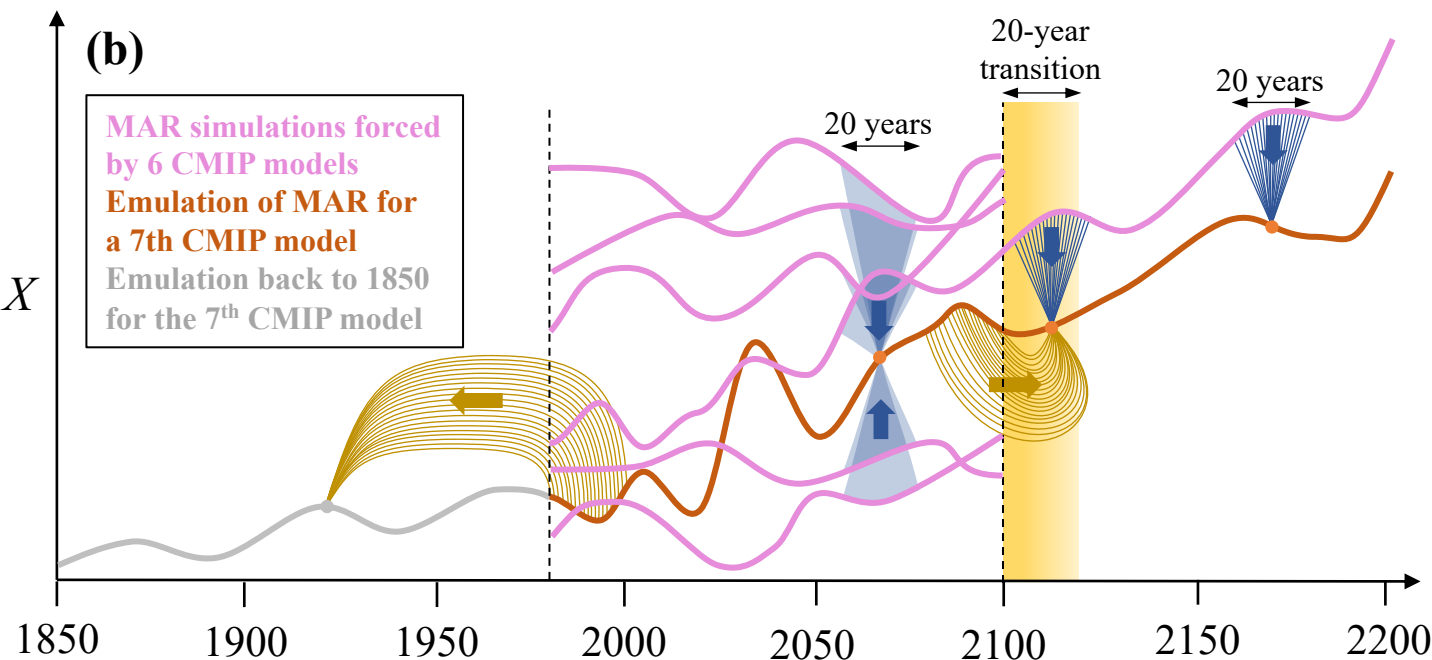 (b)
20-year
transition
20 years
20 years
MAR simulations forced
by 6 CMIP models
Emulation of MAR for
a 7th CMIP model
Emulation back to 1850
for the 7th CMIP model
X
1850 1900 1950 2000 2050 2100 2150 2200